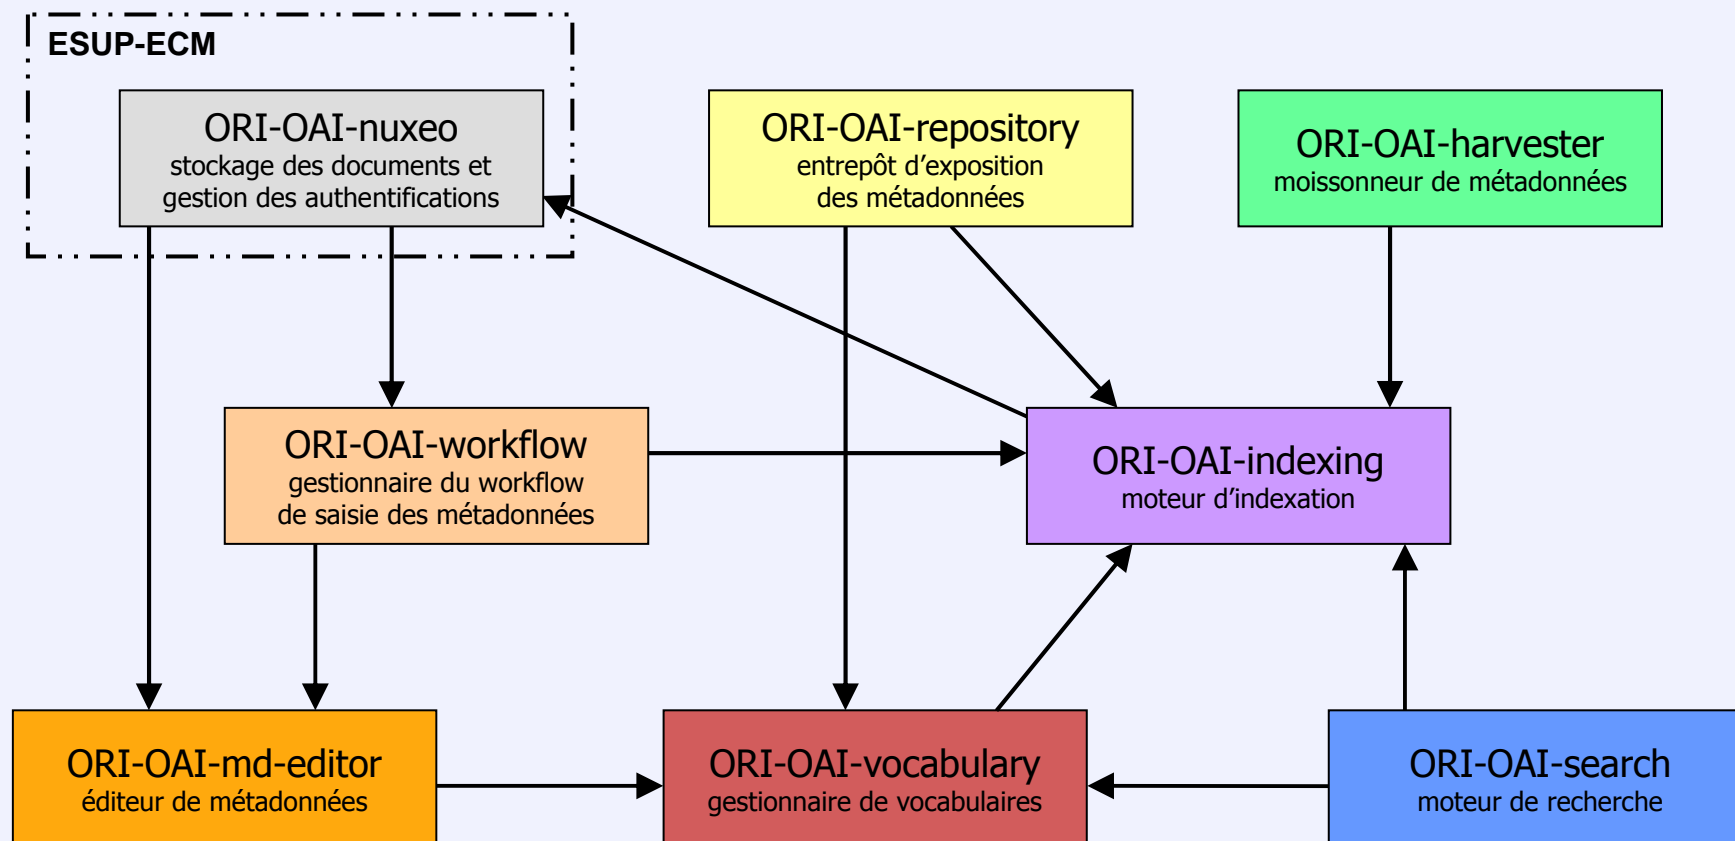 ESUP-ECM
ORI-OAI-nuxeo
stockage des documents et
gestion des authentifications
ORI-OAI-repository
entrepôt d’exposition
des métadonnées
ORI-OAI-harvester
moissonneur de métadonnées
ORI-OAI-workflow
gestionnaire du workflow
de saisie des métadonnées
ORI-OAI-indexing
moteur d’indexation
ORI-OAI-md-editor
éditeur de métadonnées
ORI-OAI-vocabulary
gestionnaire de vocabulaires
ORI-OAI-search
moteur de recherche